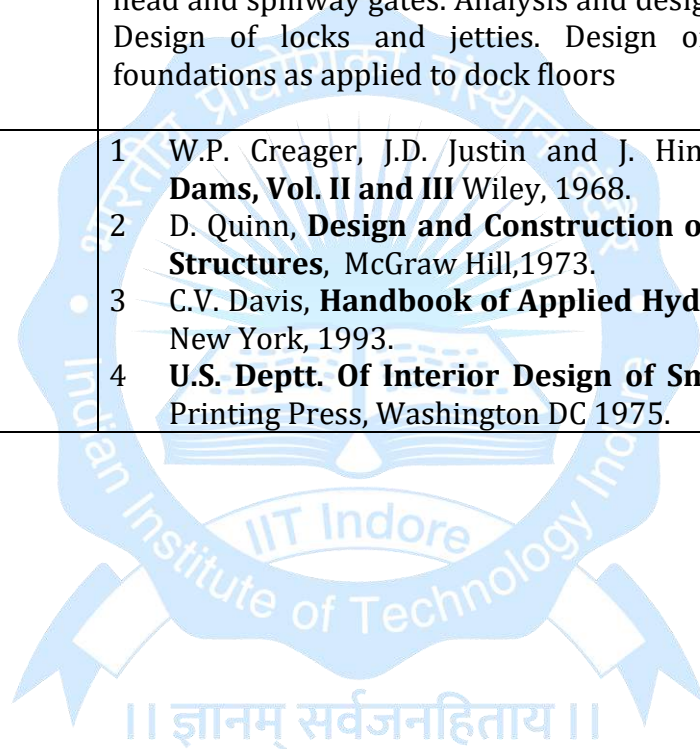 head and spillway gates. Analysis and desig
Design of locks and jetties. Design o
foundations as applied to dock floors
1 W.P. Creager, J.D. Justin and J. Hin
Dams, Vol. II and III Wiley, 1968.
2 D. Quinn, Design and Construction o
Structures, McGraw Hill,1973.
3 C.V. Davis, Handbook of Applied Hyd
New York, 1993.
4 U.S. Deptt. Of Interior Design of Sm
Printing Press, Washington DC 1975.
भारतीय प्रौद्योगिकी संस्थान इंदौर
Indian Institute of Technology Indore
IIT Indore
।। ज्ञानम् सर्वजनहिताय ।।